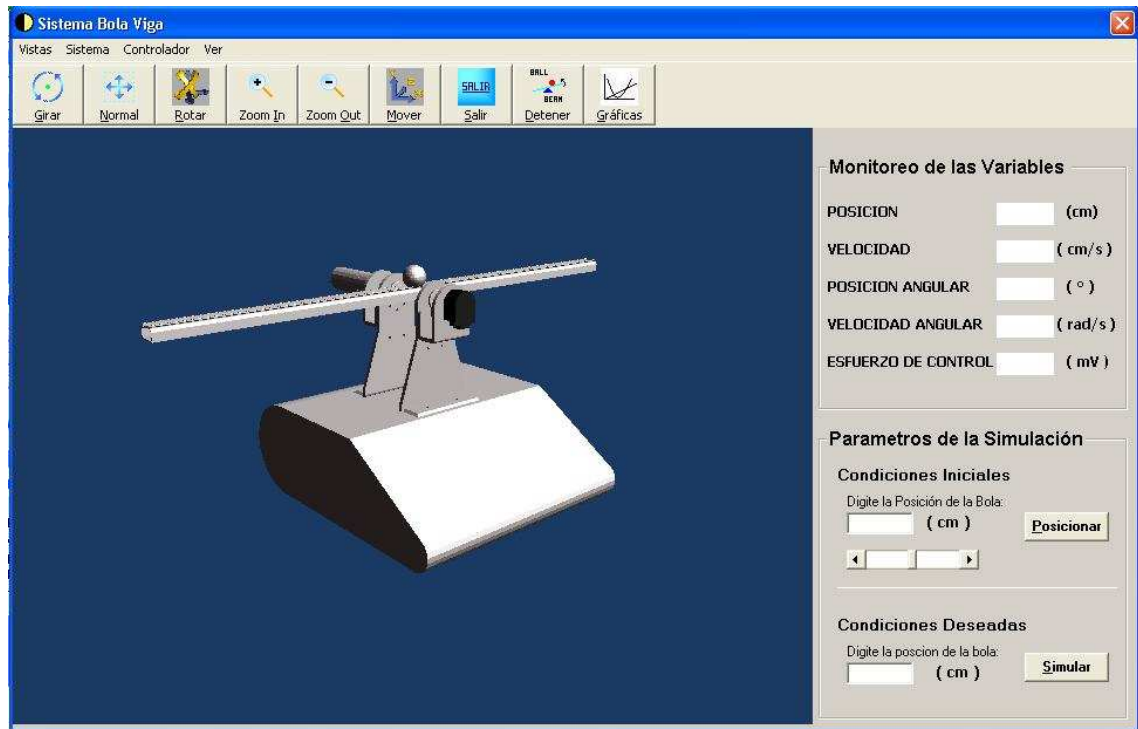 Sistema Bola Viga
Vistas Sistema Controlador Ver
SALIR
BALL
BEAM
Girar Normal Rotar Zoom In Zoom Out Mover Salir Detener Gráficas
Monitoreo de las Variables
POSICION (cm)
VELOCIDAD ( cm/s )
POSICION ANGULAR ( º )
VELOCIDAD ANGULAR ( rad/s )
ESFUERZO DE CONTROL ( mV )
Parametros de la Simulación
Condiciones Iniciales
Digite la Posición de la Bola:
( cm ) Posicionar
Condiciones Deseadas
Digite la poscion de la bola:
( cm ) Simular